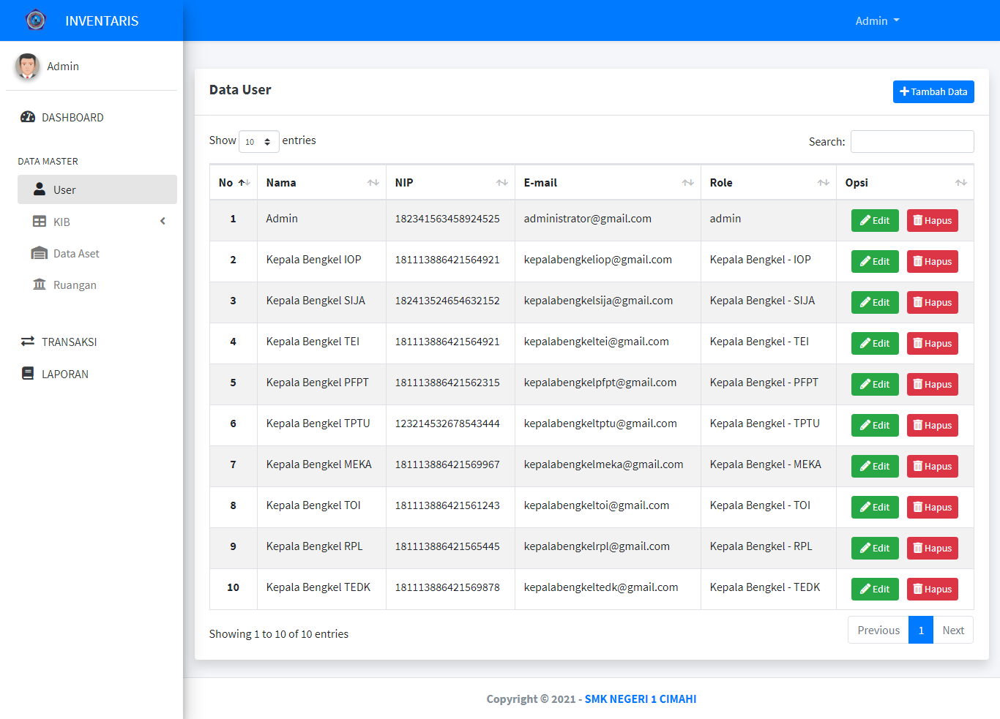 INVENTARIS
Admin
Admin
DASHBOARD
DATA MASTER
User
KIB
Data Aset
Ruangan
TRANSAKSI
LAPORAN
Data User
Tambah Data
Show 10 entries
Search:
No Nama NIP E-mail Role Opsi
1 Admin 182341563458924525 administrator@gmail.com admin Edit Hapus
2 Kepala Bengkel IOP 181113886421564921 kepalabengkeliop@gmail.com Kepala Bengkel - IOP Edit Hapus
3 Kepala Bengkel SIJA 182413524654632152 kepalabengkelsija@gmail.com Kepala Bengkel - SIJA Edit Hapus
4 Kepala Bengkel TEI 181113886421564921 kepalabengkeltei@gmail.com Kepala Bengkel - TEI Edit Hapus
5 Kepala Bengkel PFPT 181113886421562315 kepalabengkelpfpt@gmail.com Kepala Bengkel - PFPT Edit Hapus
6 Kepala Bengkel TPTU 123214532678543444 kepalabengkeltptu@gmail.com Kepala Bengkel - TPTU Edit Hapus
7 Kepala Bengkel MEKA 181113886421569967 kepalabengkelmeka@gmail.com Kepala Bengkel - MEKA Edit Hapus
8 Kepala Bengkel TOI 181113886421561243 kepalabengkeltoi@gmail.com Kepala Bengkel - TOI Edit Hapus
9 Kepala Bengkel RPL 181113886421565445 kepalabengkelrpl@gmail.com Kepala Bengkel - RPL Edit Hapus
10 Kepala Bengkel TEDK 181113886421569878 kepalabengkeltedk@gmail.com Kepala Bengkel - TEDK Edit Hapus
Showing 1 to 10 of 10 entries
Previous 1 Next
Copyright © 2021 - SMK NEGERI 1 CIMAHI